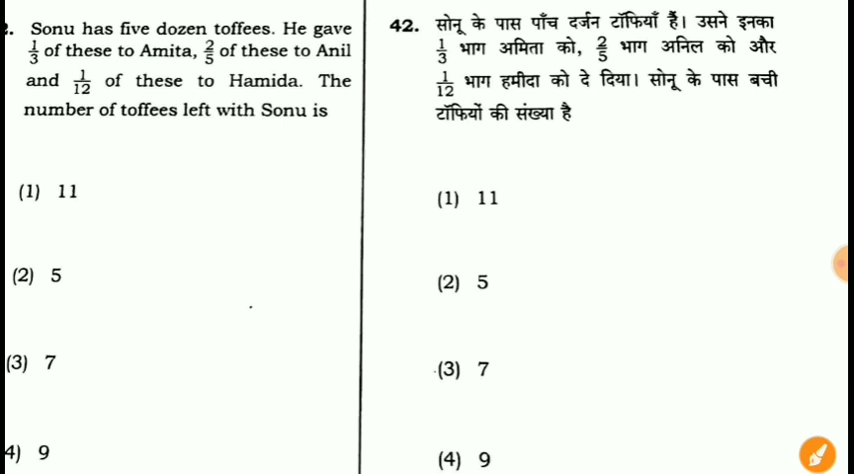 2. Sonu has five dozen toffees. He gave
1/3 of these to Amita, 2/5 of these to Anil
and 1/12 of these to Hamida. The
number of toffees left with Sonu is
(1) 11
(2) 5
(3) 7
4) 9
42. सोनू के पास पाँच दर्जन टॉफियाँ हैं। उसने इनका
1/3 भाग अमिता को, 2/5 भाग अनिल को और
1/12 भाग हमीदा को दे दिया। सोनू के पास बची
टॉफियों की संख्या है
(1) 11
(2) 5
(3) 7
(4) 9